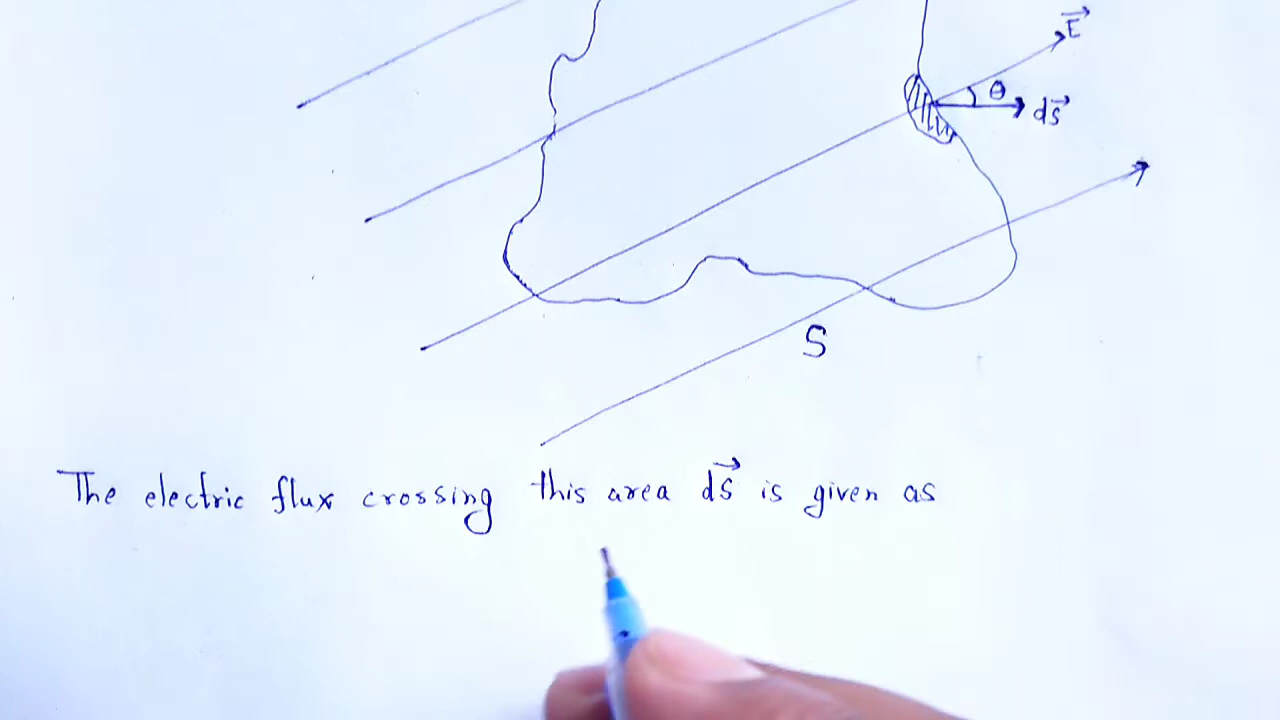 E⃗
θ
ds⃗
S
The electric flux crossing this area ds⃗ is given as